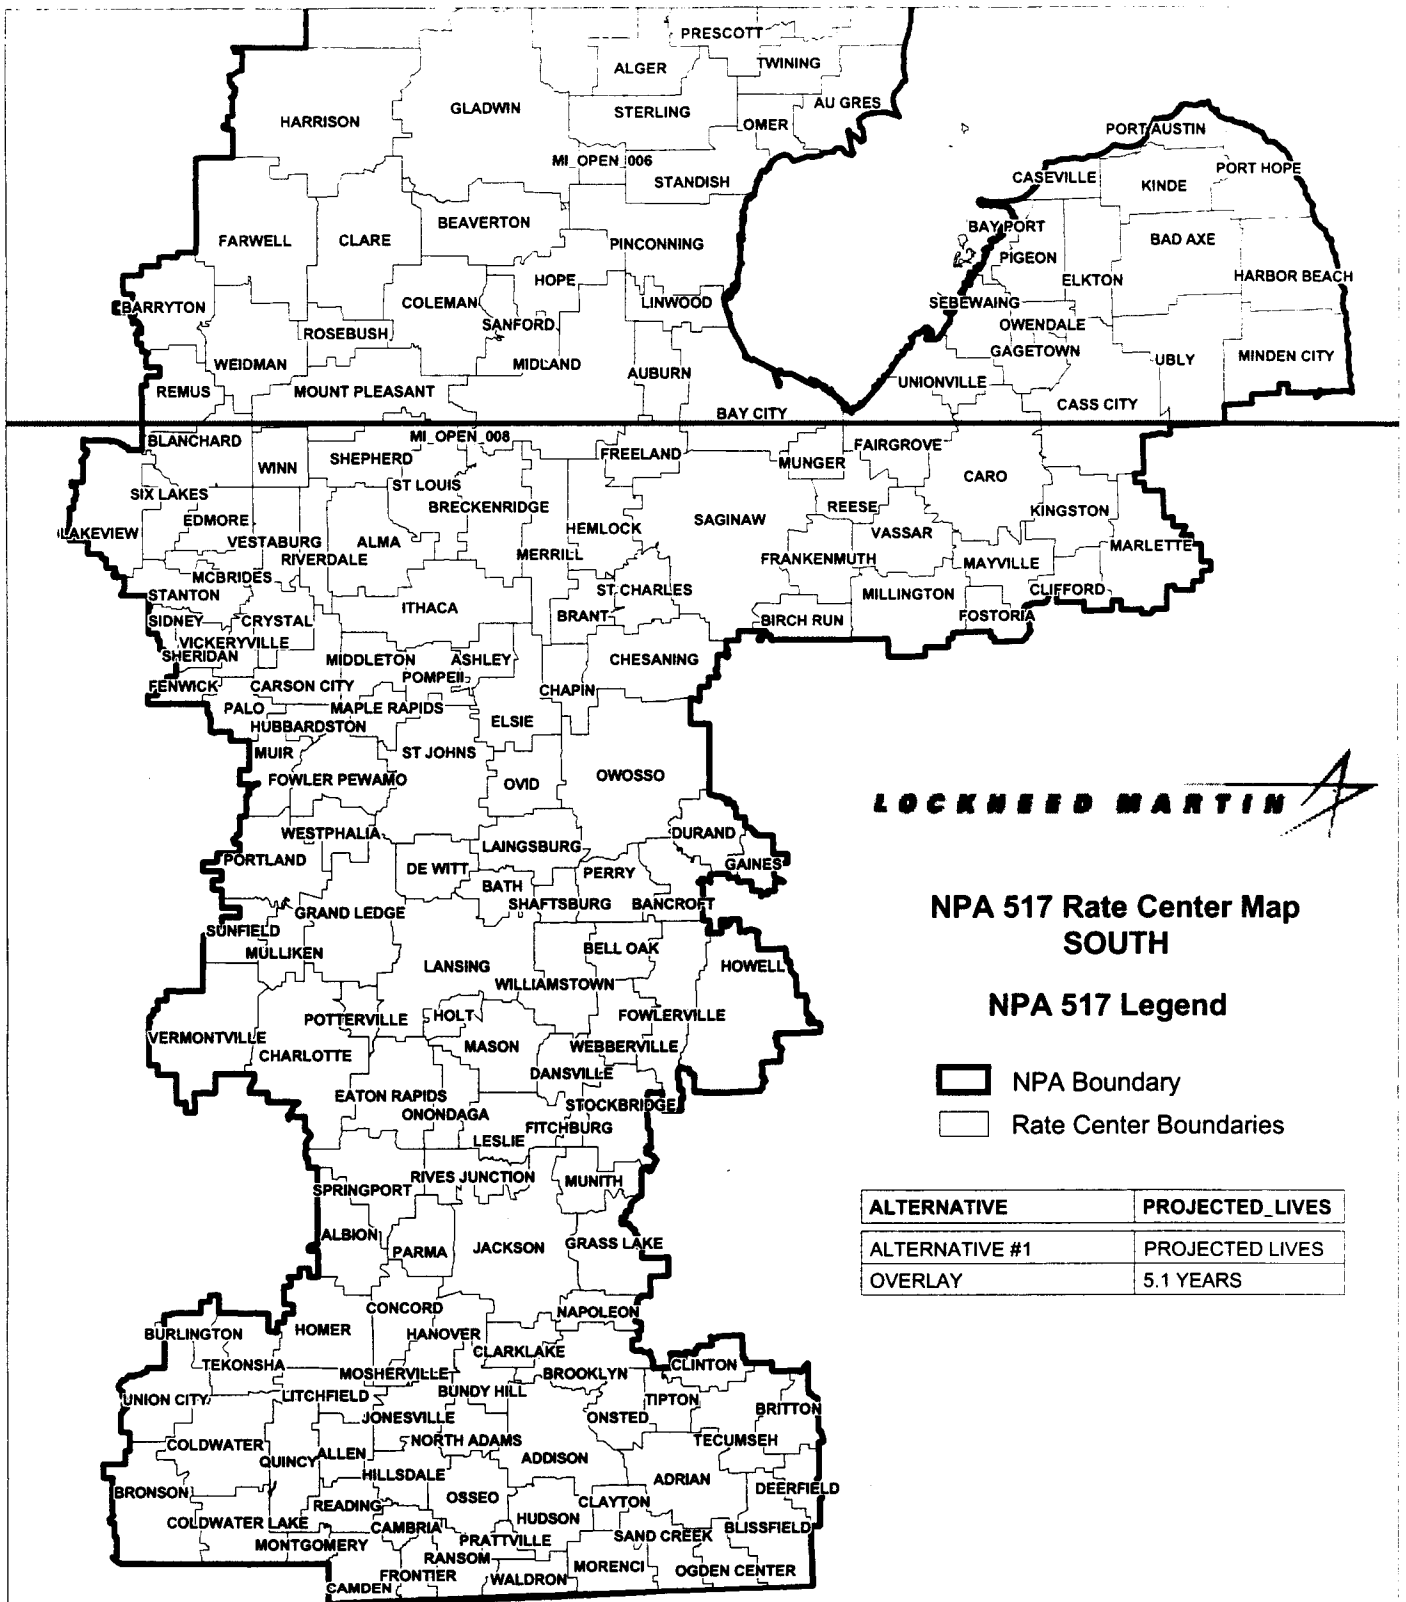 PRESCOTT
ALGER
TWINING
GLADWIN
STERLING
AU GRES
HARRISON
OMER
PORT AUSTIN
MI_OPEN_006
STANDISH
CASEVILLE
KINDE
PORT HOPE
BEAVERTON
BAY PORT
FARWELL
CLARE
PINCONNING
PIGEON
BAD AXE
HOPE
ELKTON
HARBOR BEACH
BARRYTON
COLEMAN
LINWOOD
SEBEWAING
ROSEBUSH
SANFORD
OWENDALE
WEIDMAN
MIDLAND
AUBURN
GAGETOWN
UBLY
MINDEN CITY
REMUS
MOUNT PLEASANT
UNIONVILLE
BAY CITY
CASS CITY
BLANCHARD
MI_OPEN_008
FAIRGROVE
WINN
SHEPHERD
FREELAND
MUNGER
CARO
SIX LAKES
ST LOUIS
BRECKENRIDGE
REESE
KINGSTON
EDMORE
SAGINAW
LAKEVIEW
VESTABURG
ALMA
HEMLOCK
VASSAR
MARLETTE
RIVERDALE
MERRILL
FRANKENMUTH
MAYVILLE
MCBRIDES
STANTON
ITHACA
ST CHARLES
MILLINGTON
CLIFFORD
SIDNEY
CRYSTAL
BRANT
BIRCH RUN
FOSTORIA
VICKERYVILLE
SHERIDAN
MIDDLETON
ASHLEY
CHESANING
POMPEII
FENWICK
CARSON CITY
CHAPIN
PALO
MAPLE RAPIDS
HUBBARDSTON
ELSIE
MUIR
ST JOHNS
FOWLER PEWAMO
OVID
OWOSSO
LOCKHEED MARTIN
WESTPHALIA
DURAND
PORTLAND
LAINGSBURG
GAINES
DE WITT
PERRY
BATH
SHAFTSBURG
BANCROFT
GRAND LEDGE
NPA 517 Rate Center Map
SOUTH
SUNFIELD
MULLIKEN
BELL OAK
LANSING
HOWELL
WILLIAMSTOWN
NPA 517 Legend
POTTERVILLE
HOLT
FOWLERVILLE
VERMONTVILLE
CHARLOTTE
MASON
WEBBERVILLE
DANSVILLE
NPA Boundary
EATON RAPIDS
ONONDAGA
STOCKBRIDGE
Rate Center Boundaries
FITCHBURG
LESLIE
RIVES JUNCTION
MUNITH
SPRINGPORT
ALTERNATIVE PROJECTED_LIVES
ALBION
PARMA
JACKSON
GRASS LAKE
ALTERNATIVE #1 PROJECTED LIVES
OVERLAY 5.1 YEARS
CONCORD
NAPOLEON
BURLINGTON
HOMER
HANOVER
CLARKLAKE
TEKONSHA
MOSHERVILLE
BROOKLYN
CLINTON
UNION CITY
LITCHFIELD
BUNDY HILL
TIPTON
JONESVILLE
ONSTED
BRITTON
COLDWATER
NORTH ADAMS
TECUMSEH
QUINCY
ALLEN
ADDISON
HILLSDALE
ADRIAN
BRONSON
READING
OSSEO
CLAYTON
DEERFIELD
COLDWATER LAKE
CAMBRIA
HUDSON
BLISSFIELD
MONTGOMERY
PRATTVILLE
SAND CREEK
RANSOM
MORENCI
OGDEN CENTER
FRONTIER
WALDRON
CAMDEN